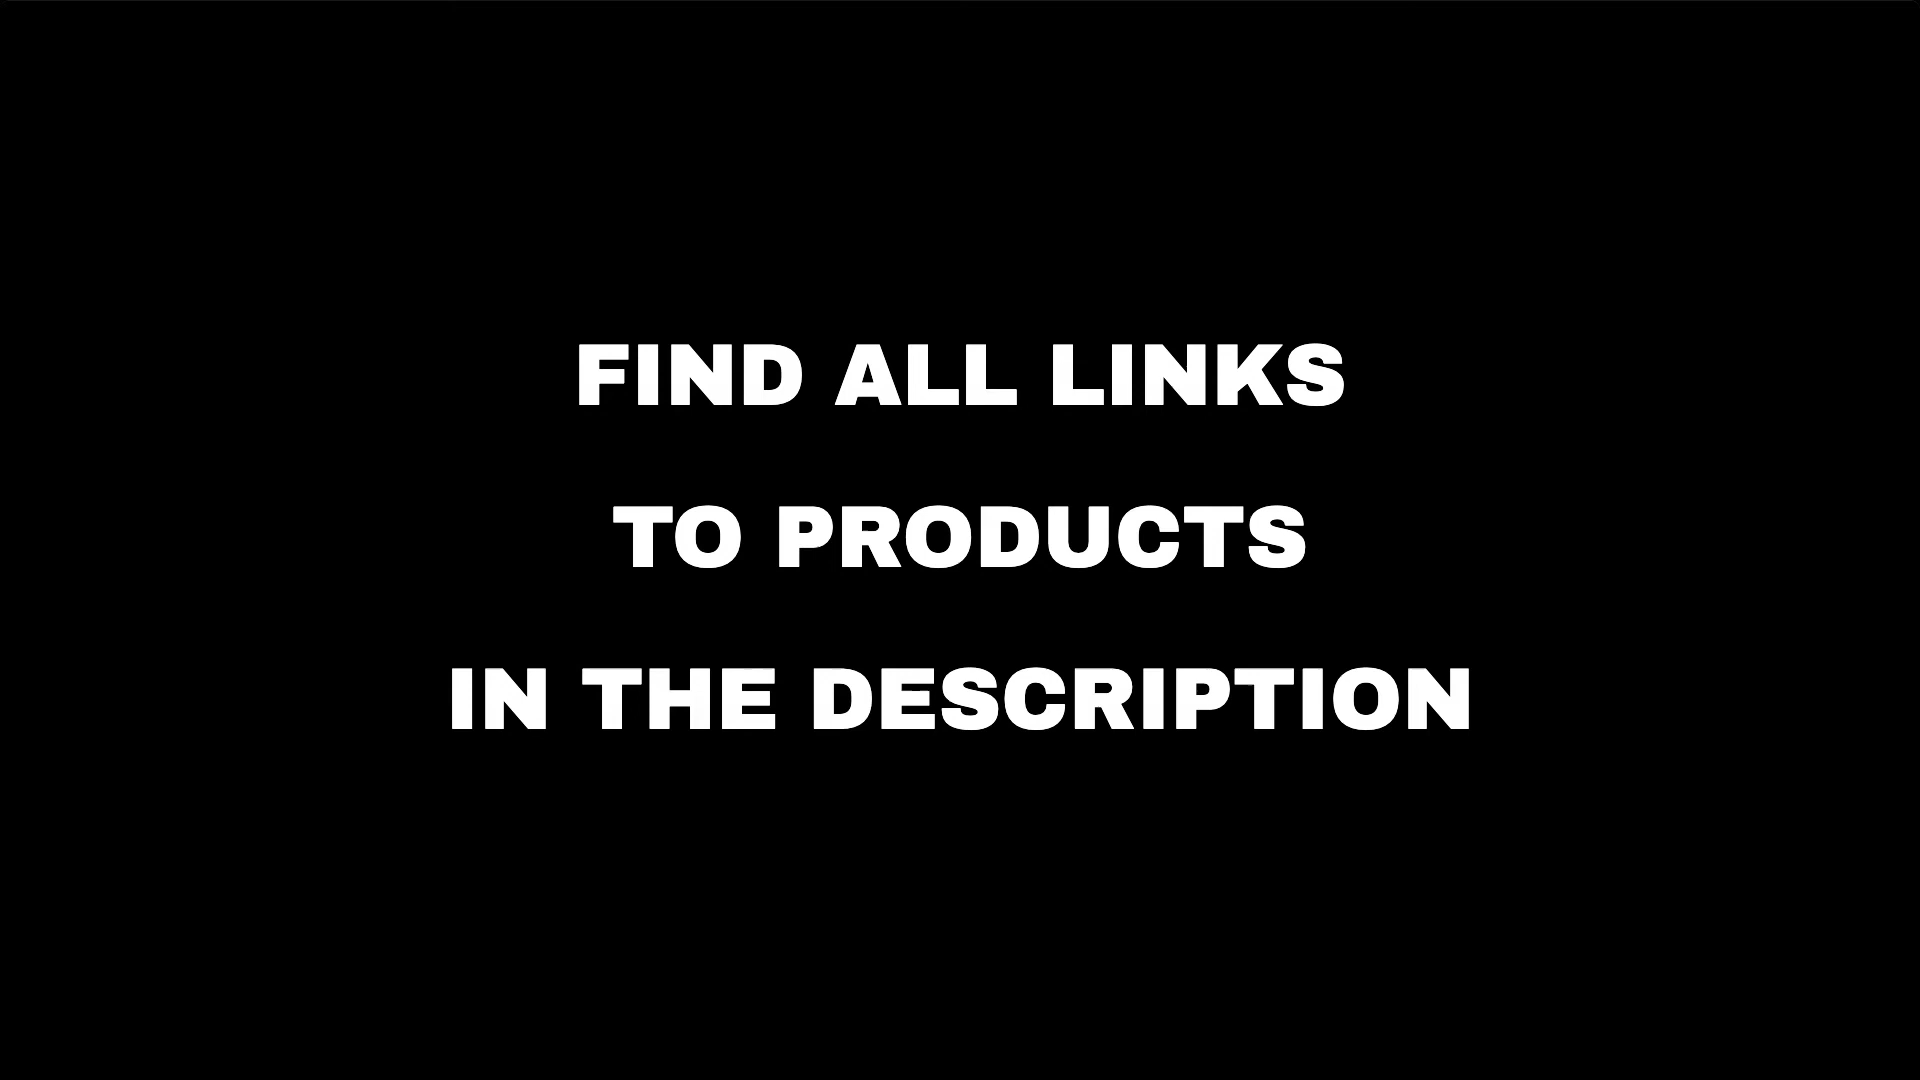 FIND ALL LINKS
TO PRODUCTS
IN THE DESCRIPTION